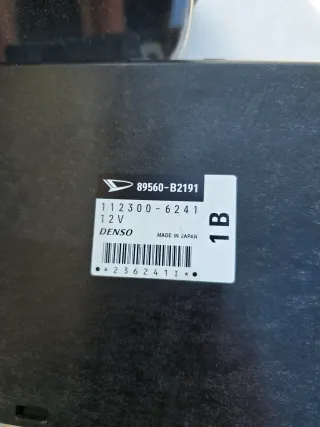 89560-B2191
112300-6241
12V
DENSO MADE IN JAPAN
*236241I*
1B